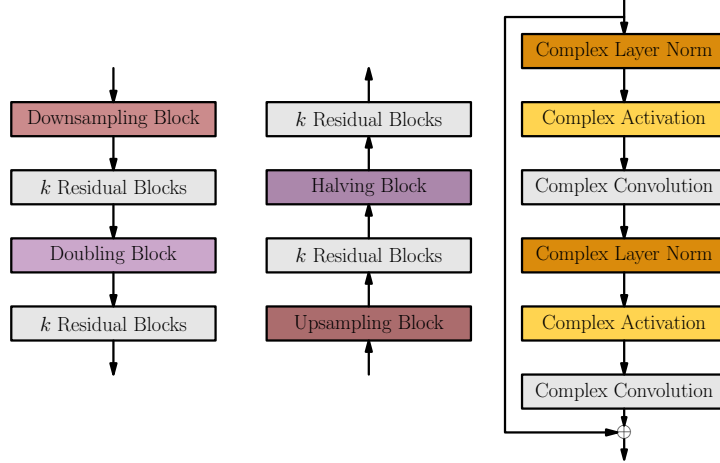 Downsampling Block
k Residual Blocks
Doubling Block
k Residual Blocks
k Residual Blocks
Halving Block
k Residual Blocks
Upsampling Block
Complex Layer Norm
Complex Activation
Complex Convolution
Complex Layer Norm
Complex Activation
Complex Convolution